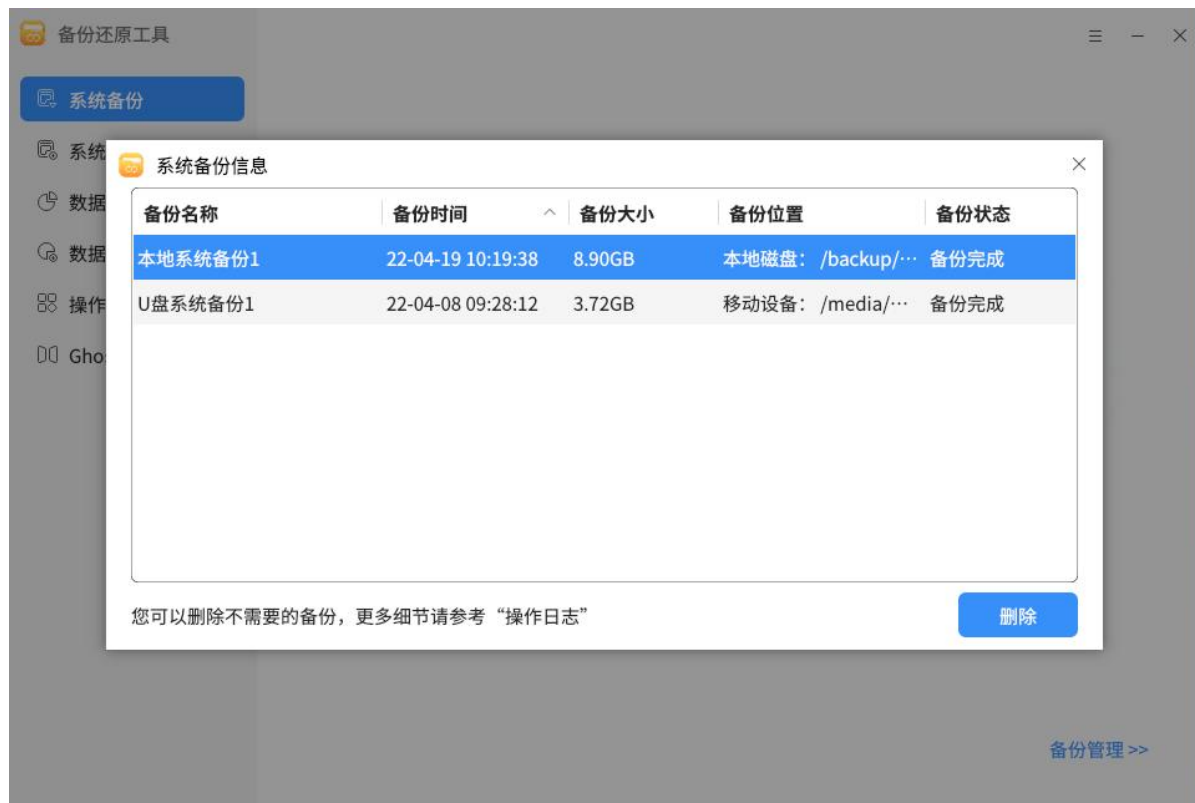 备份还原工具
系统备份
系统
数据
数据
操作
Gho
系统备份信息
备份名称 备份时间 备份大小 备份位置 备份状态
本地系统备份1 22-04-19 10:19:38 8.90GB 本地磁盘： /backup/··· 备份完成
U盘系统备份1 22-04-08 09:28:12 3.72GB 移动设备： /media/··· 备份完成
您可以删除不需要的备份，更多细节请参考“操作日志”
删除
备份管理 >>